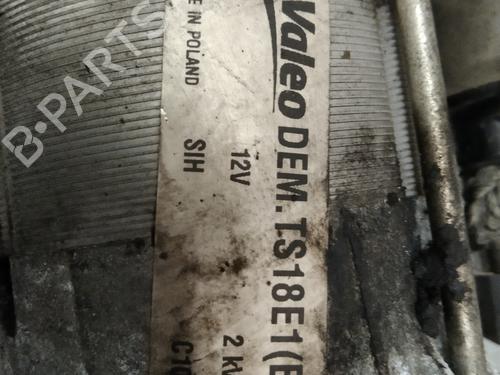 Valeo DEM. TS18E1(
12V 2 k
SIH
IN POLAND
B-PARTS